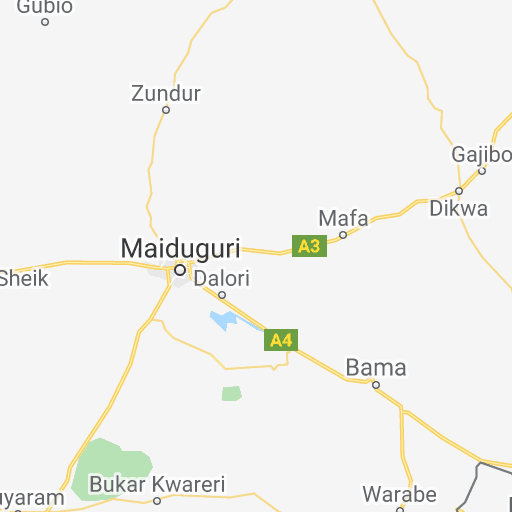 Gubio
Zundur
Gajibo
Dikwa
Mafa
A3
Maiduguri
Sheik
Dalori
A4
Bama
Bukar Kwareri
uyaram
Warabe